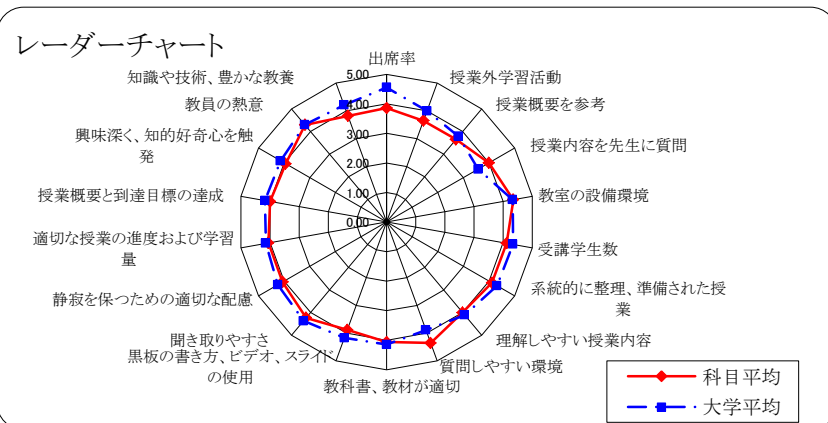 レーダーチャート
出席率
授業外学習活動
授業概要を参考
授業内容を先生に質問
教室の設備環境
受講学生数
系統的に整理、準備された授
業
理解しやすい授業内容
質問しやすい環境
教科書、教材が適切
黒板の書き方、ビデオ、スライド
の使用
聞き取りやすさ
静寂を保つための適切な配慮
適切な授業の進度および学習
量
授業概要と到達目標の達成
興味深く、知的好奇心を触
発
教員の熱意
知識や技術、豊かな教養
5.00
4.00
3.00
2.00
1.00
0.00
科目平均
大学平均